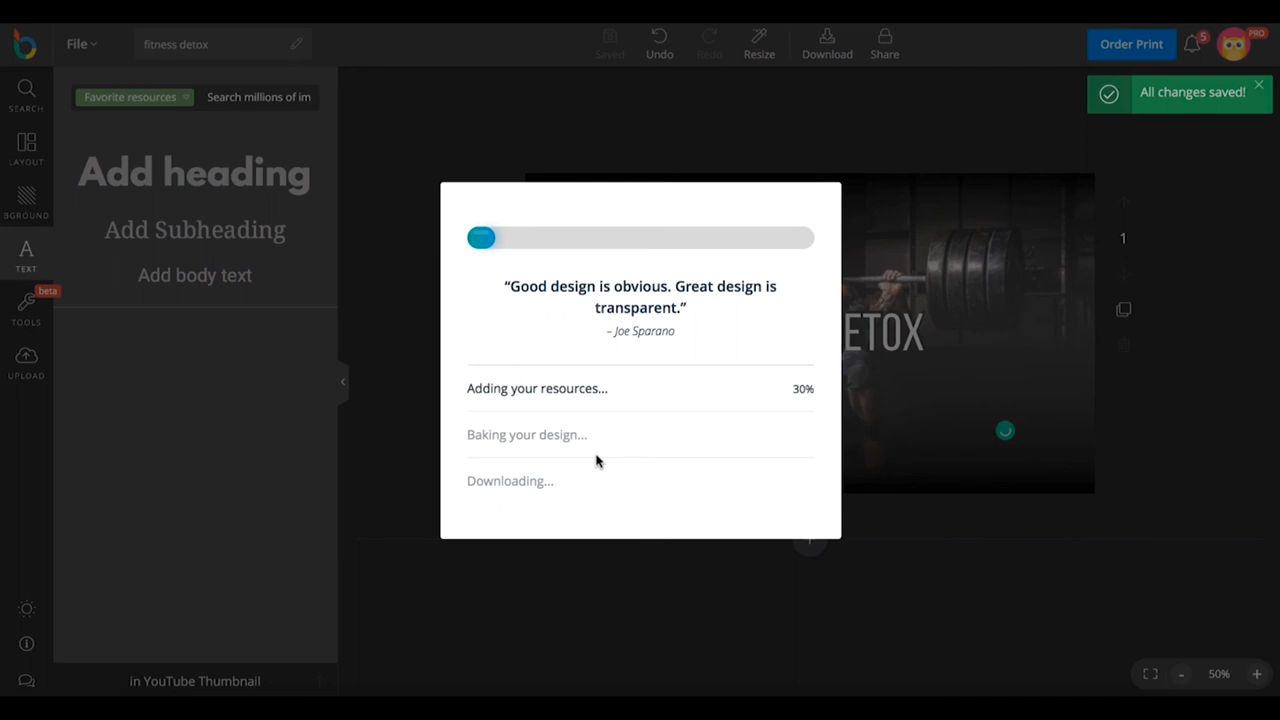 File
fitness detox
Saved
Undo
Redo
Resize
Download
Share
Order Print
5
PRO
SEARCH
LAYOUT
BGROUND
TEXT
beta
TOOLS
UPLOAD
Favorite resources
Search millions of im
Add heading
Add Subheading
Add body text
in YouTube Thumbnail
All changes saved!
“Good design is obvious. Great design is
transparent.”
– Joe Sparano
Adding your resources... 30%
Baking your design...
Downloading...
ETOX
1
- 50% +